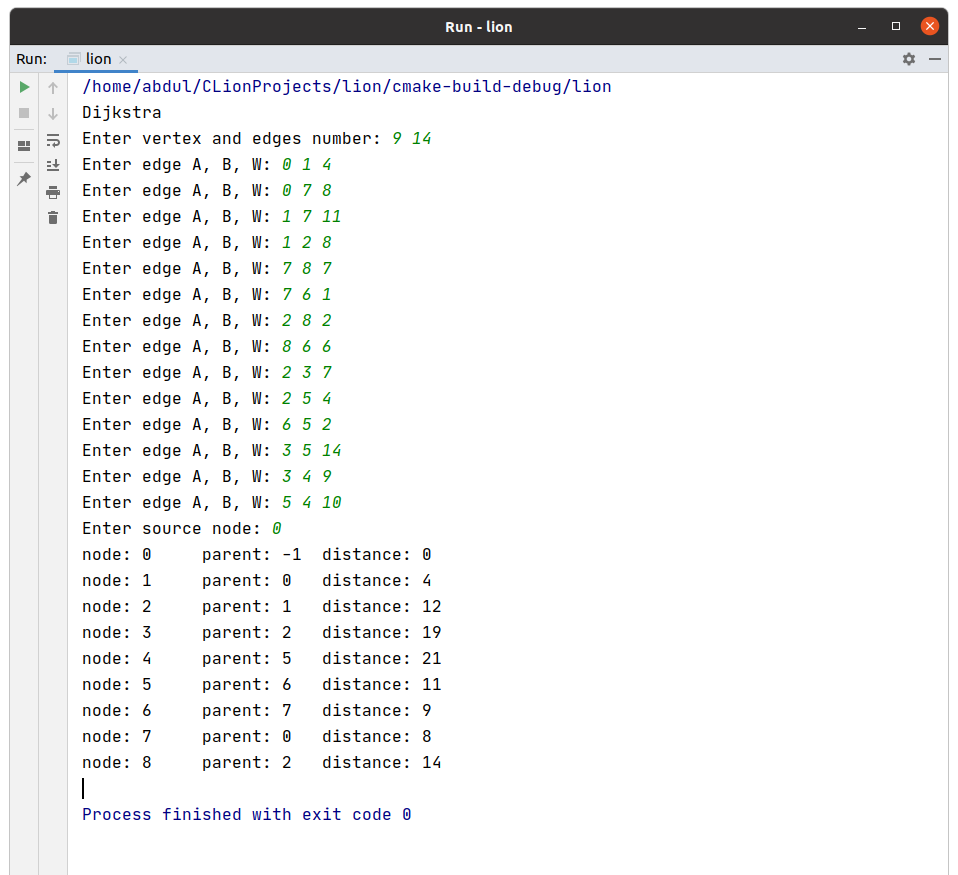 Run - lion
Run: lion
/home/abdul/CLionProjects/lion/cmake-build-debug/lion
Dijkstra
Enter vertex and edges number: 9 14
Enter edge A, B, W: 0 1 4
Enter edge A, B, W: 0 7 8
Enter edge A, B, W: 1 7 11
Enter edge A, B, W: 1 2 8
Enter edge A, B, W: 7 8 7
Enter edge A, B, W: 7 6 1
Enter edge A, B, W: 2 8 2
Enter edge A, B, W: 8 6 6
Enter edge A, B, W: 2 3 7
Enter edge A, B, W: 2 5 4
Enter edge A, B, W: 6 5 2
Enter edge A, B, W: 3 5 14
Enter edge A, B, W: 3 4 9
Enter edge A, B, W: 5 4 10
Enter source node: 0
node: 0     parent: -1  distance: 0
node: 1     parent: 0   distance: 4
node: 2     parent: 1   distance: 12
node: 3     parent: 2   distance: 19
node: 4     parent: 5   distance: 21
node: 5     parent: 6   distance: 11
node: 6     parent: 7   distance: 9
node: 7     parent: 0   distance: 8
node: 8     parent: 2   distance: 14
Process finished with exit code 0